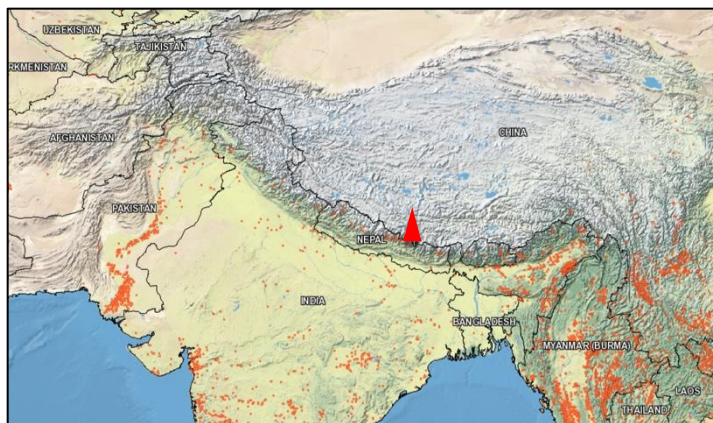 UZBEKISTAN
TAJIKISTAN
RKMENISTAN
AFGHANISTAN
CHINA
PAKISTAN
NEPAL
INDIA
BANGLADESH
MYANMAR (BURMA)
LAOS
THAILAND